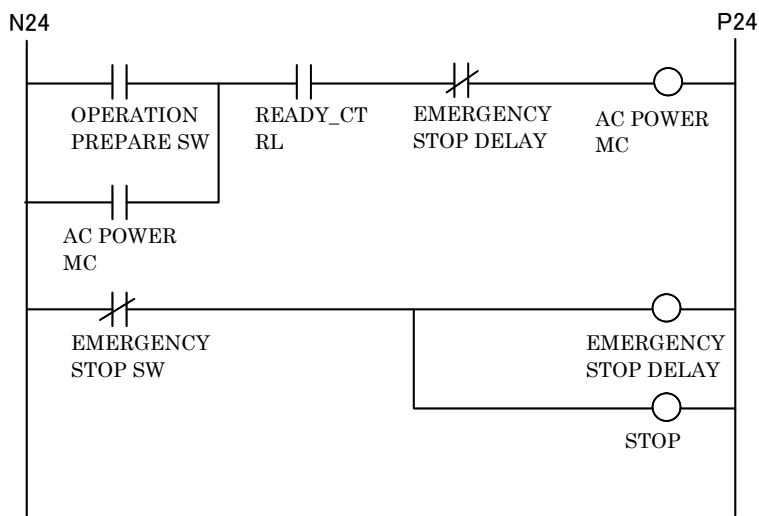 N24
P24
OPERATION
PREPARE SW
READY_CT
RL
EMERGENCY
STOP DELAY
AC POWER
MC
AC POWER
MC
EMERGENCY
STOP SW
EMERGENCY
STOP DELAY
STOP